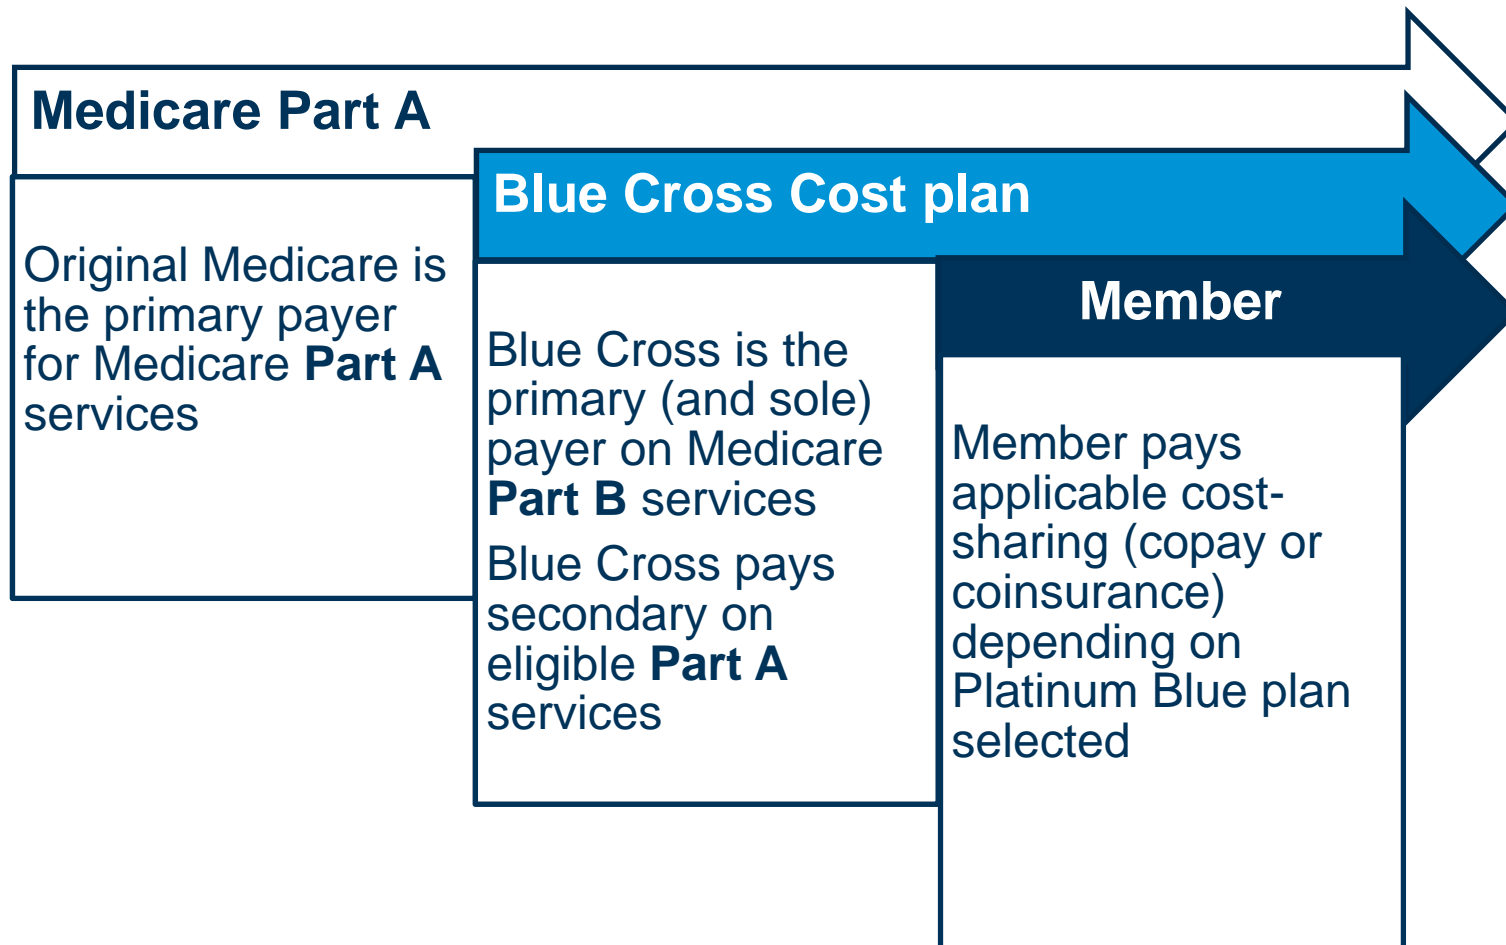 Medicare Part A
Original Medicare is
the primary payer
for Medicare Part A
services
Blue Cross Cost plan
Blue Cross is the
primary (and sole)
payer on Medicare
Part B services
Blue Cross pays
secondary on
eligible Part A
services
Member
Member pays
applicable cost-
sharing (copay or
coinsurance)
depending on
Platinum Blue plan
selected